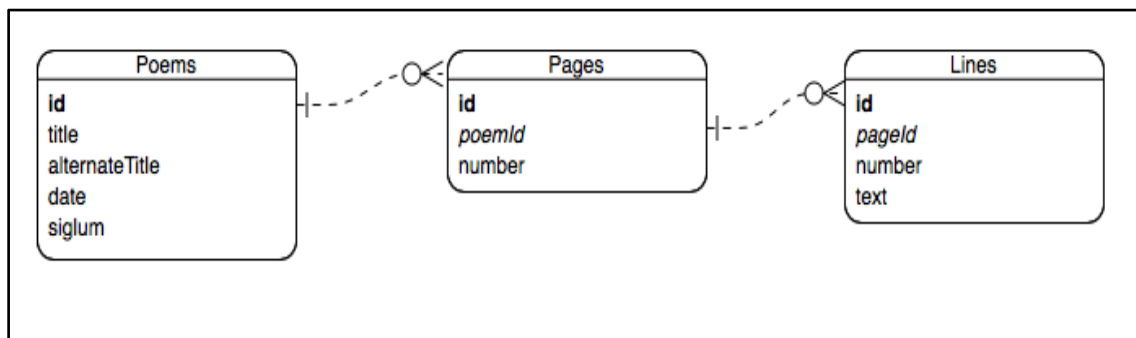 Poems
id
title
alternateTitle
date
siglum
Pages
id
poemId
number
Lines
id
pageId
number
text